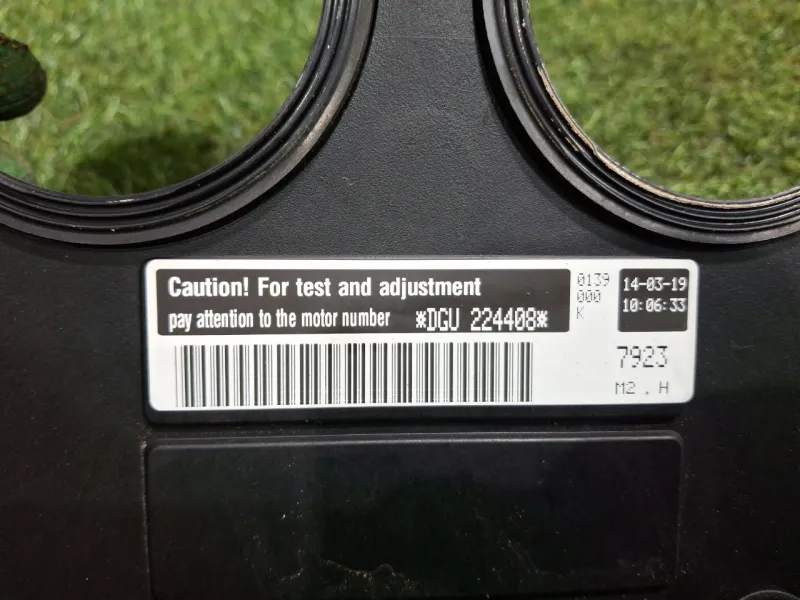 Caution! For test and adjustment
pay attention to the motor number *DGU 224408*
0139
000
K
14-03-19
10:06:33
7923
M2 . H